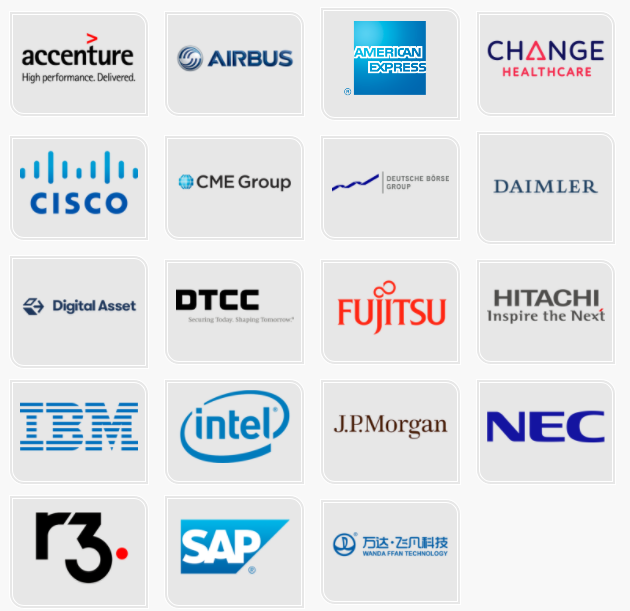 accenture
High performance. Delivered.
AIRBUS
AMERICAN
EXPRESS
®
CHANGE
HEALTHCARE
CISCO
CME Group
DEUTSCHE BÖRSE
GROUP
DAIMLER
Digital Asset
DTCC
Securing Today. Shaping Tomorrow.®
FUJITSU
HITACHI
Inspire the Next
IBM
intel®
J.P.Morgan
NEC
r3.
SAP®
万达·飞凡科技
WANDA FFAN TECHNOLOGY